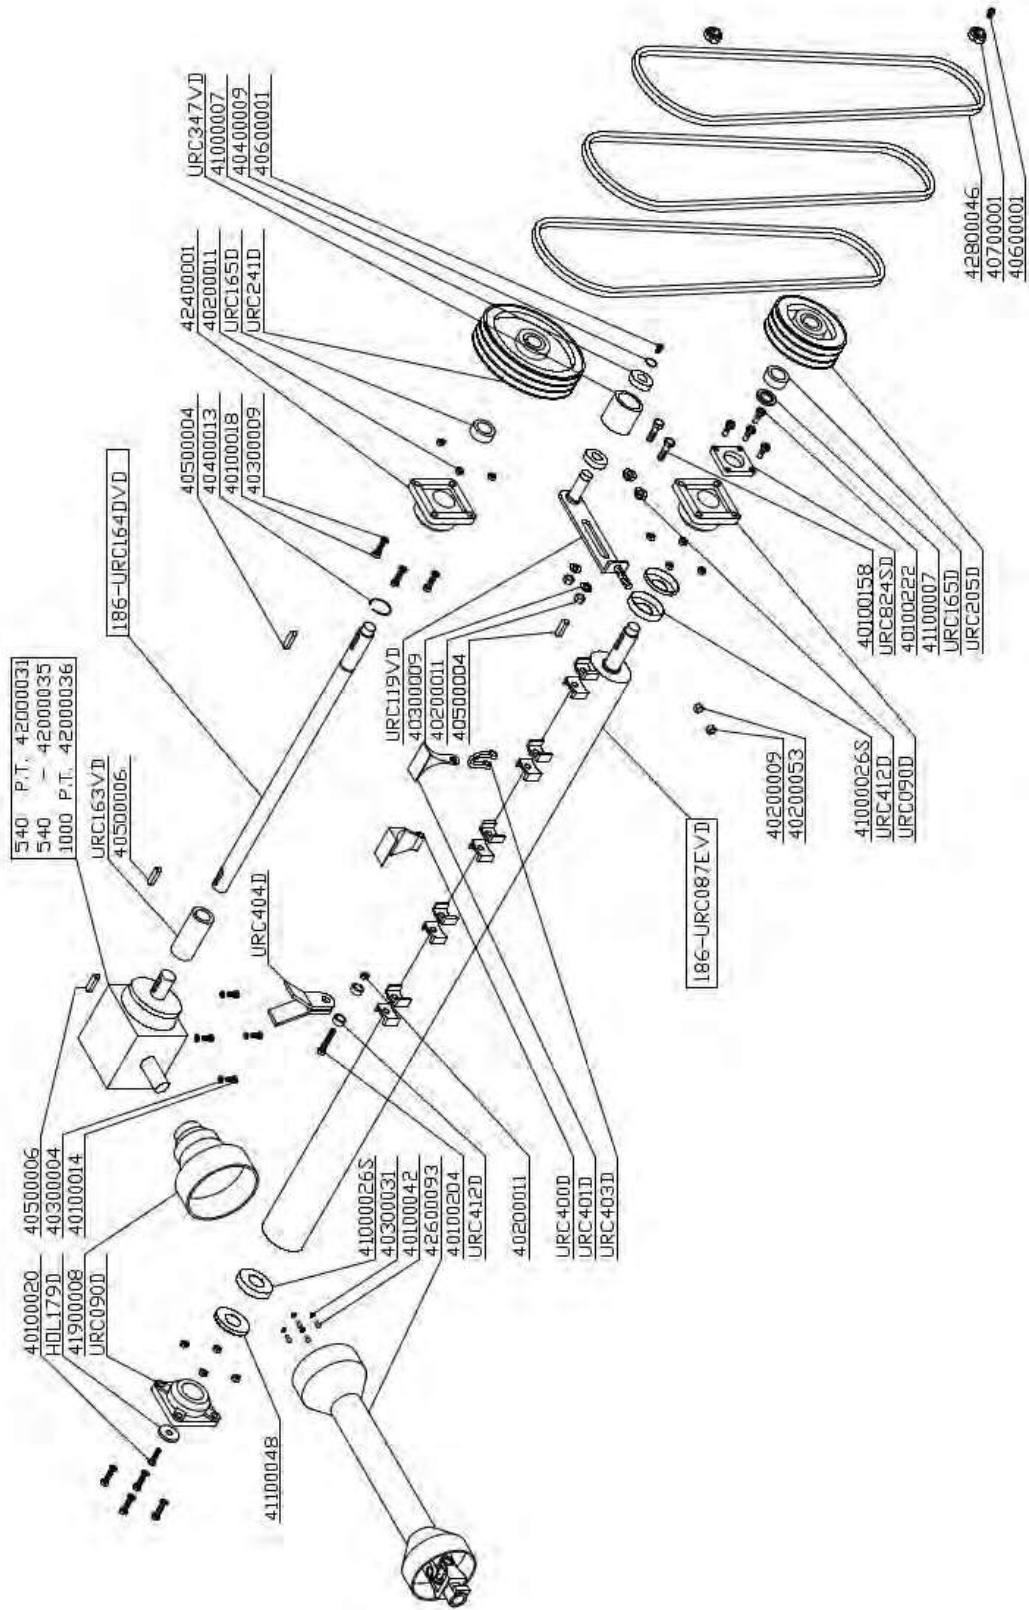 40100020
HDL179D
41900008
URC090D
40500006
40300004
40100014
540 P.T. 42000031
540 - 42000035
1000 P.T. 42000036
URC163VD
40500006
186-URC164DVD
40500004
40400013
40100018
40300009
42400001
40200011
URC165D
URC241D
URC347VD
41000007
40400009
40600001
URC404D
URC119VD
40300009
40200011
40500004
41100048
41000026S
40300031
40100042
42600093
40100204
URC412D
40200011
URC400D
URC401D
URC403D
186-URC087EVD
40200009
40200053
41000026S
URC412D
URC090D
40100158
URC824SD
40100222
41100007
URC165D
URC205D
42800046
40700001
40600001